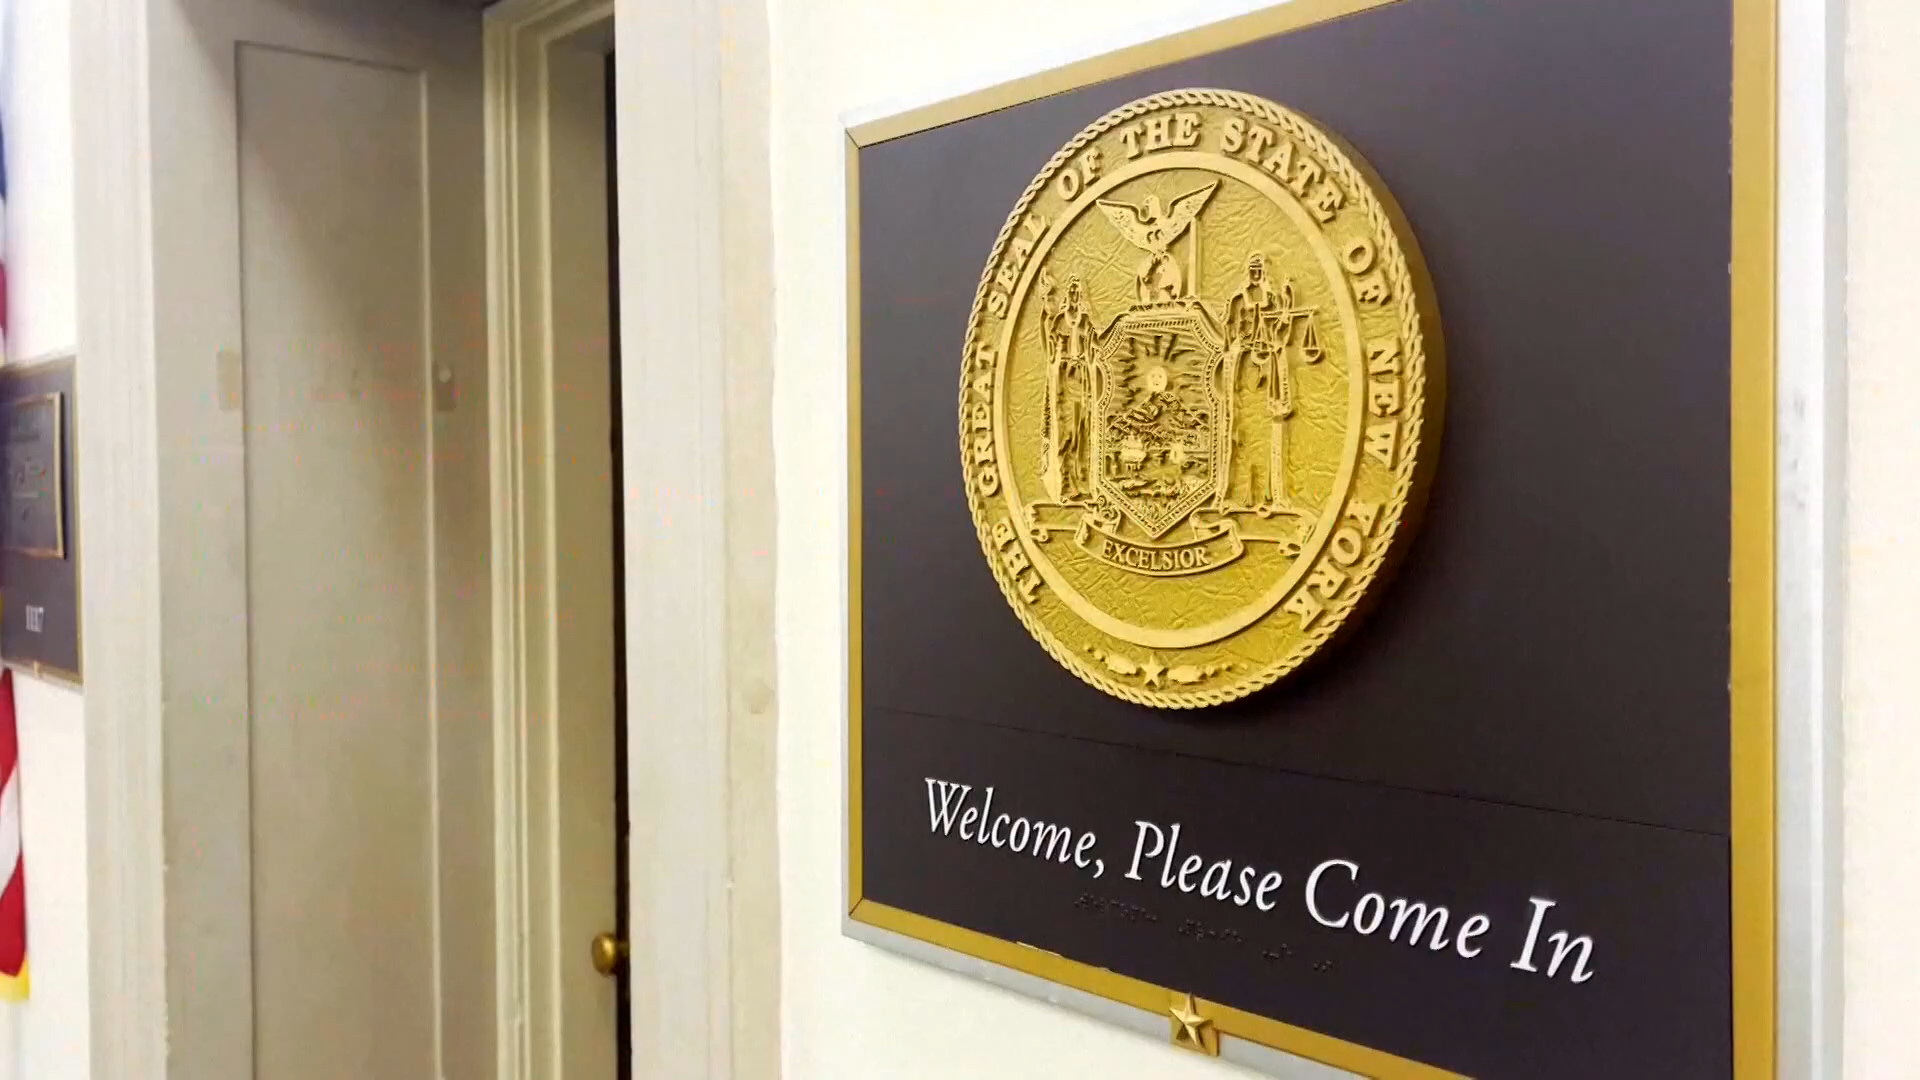 THE GREAT SEAL OF THE STATE OF NEW YORK
EXCELSIOR
Welcome, Please Come In